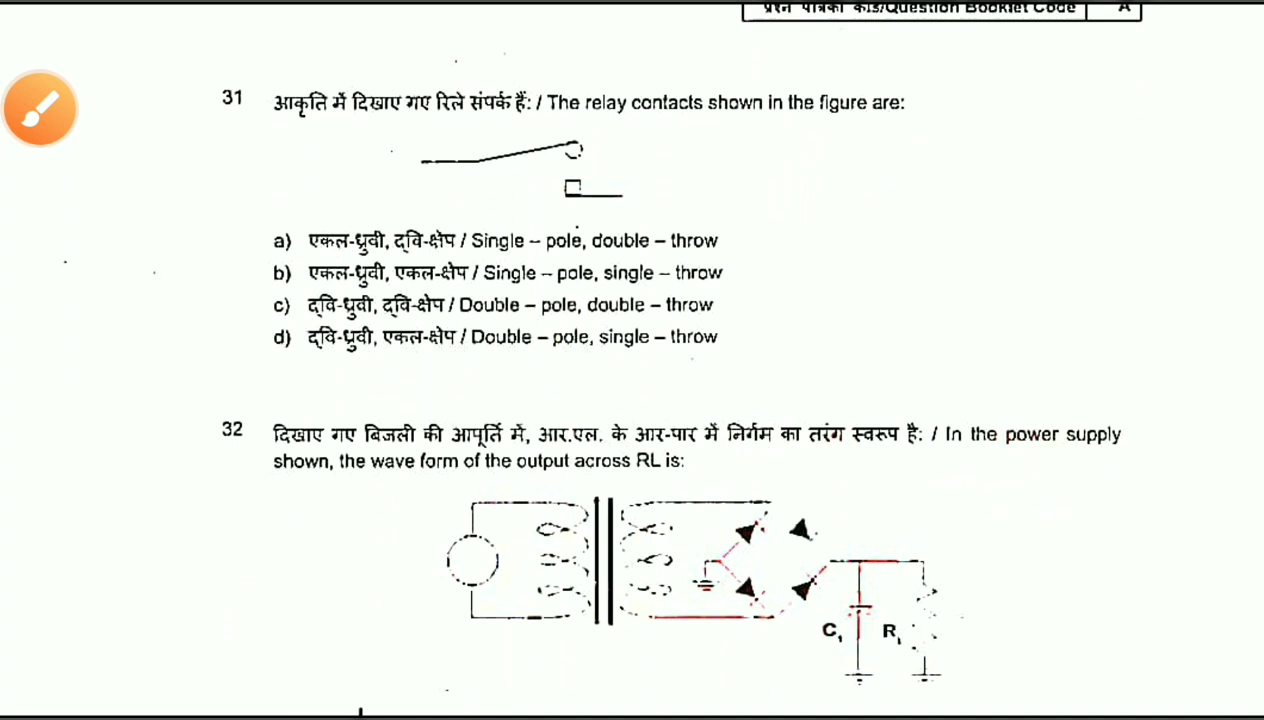 प्रश्न पत्रिका कोड/Question Booklet Code A
31 आकृति में दिखाए गए रिले संपर्क हैं: / The relay contacts shown in the figure are:
a) एकल-ध्रुवी, द्वि-क्षेप / Single – pole, double – throw
b) एकल-ध्रुवी, एकल-क्षेप / Single – pole, single – throw
c) द्वि-ध्रुवी, द्वि-क्षेप / Double – pole, double – throw
d) द्वि-ध्रुवी, एकल-क्षेप / Double – pole, single – throw
32 दिखाए गए बिजली की आपूर्ति में, आर.एल. के आर-पार में निर्गम का तरंग स्वरूप है: / In the power supply
shown, the wave form of the output across RL is:
C₁ R₁